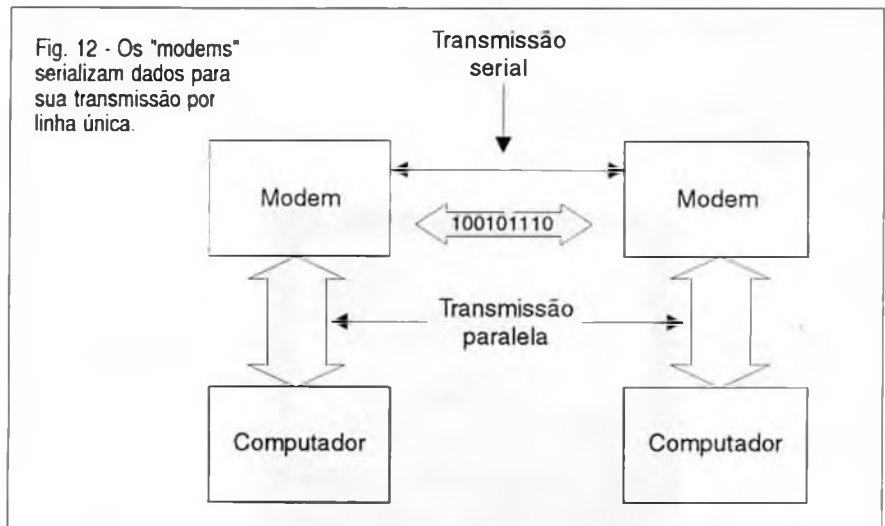 Fig. 12 - Os "modems"
serializam dados para
sua transmissão por
linha única.
Transmissão
serial
Modem
Modem
100101110
Transmissão
paralela
Computador
Computador